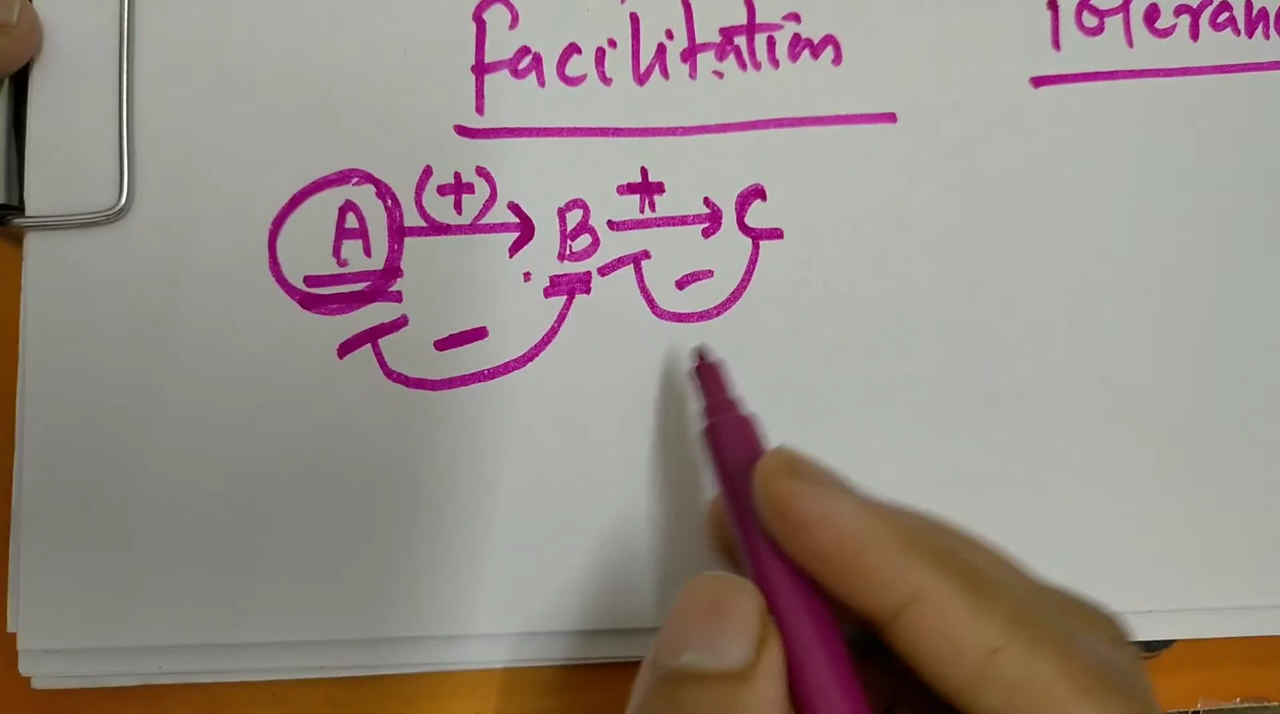 facilitation
Toleran
A (+) B + C
- -